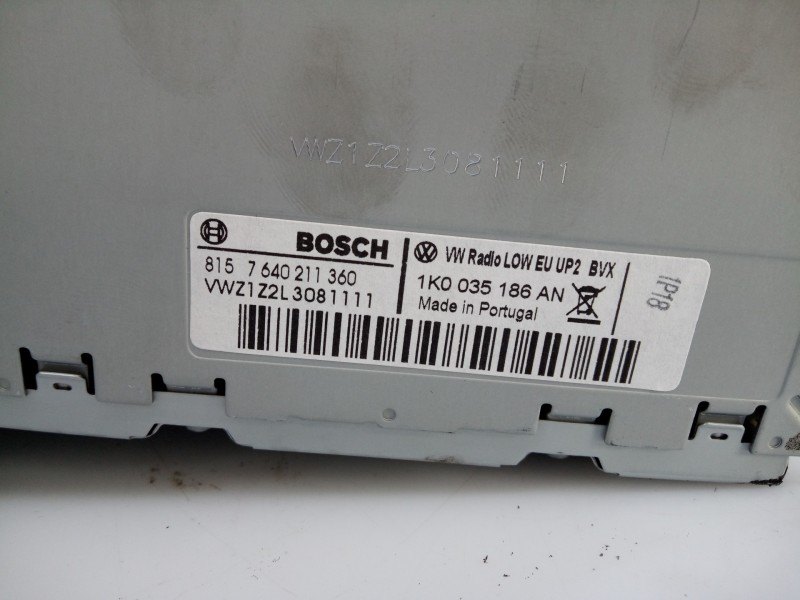 VWZ1Z2L3081111
BOSCH
815 7 640 211 360
VWZ1Z2L3081111
VW Radio LOW EU UP2 BVX
1K0 035 186 AN
Made in Portugal
1P18